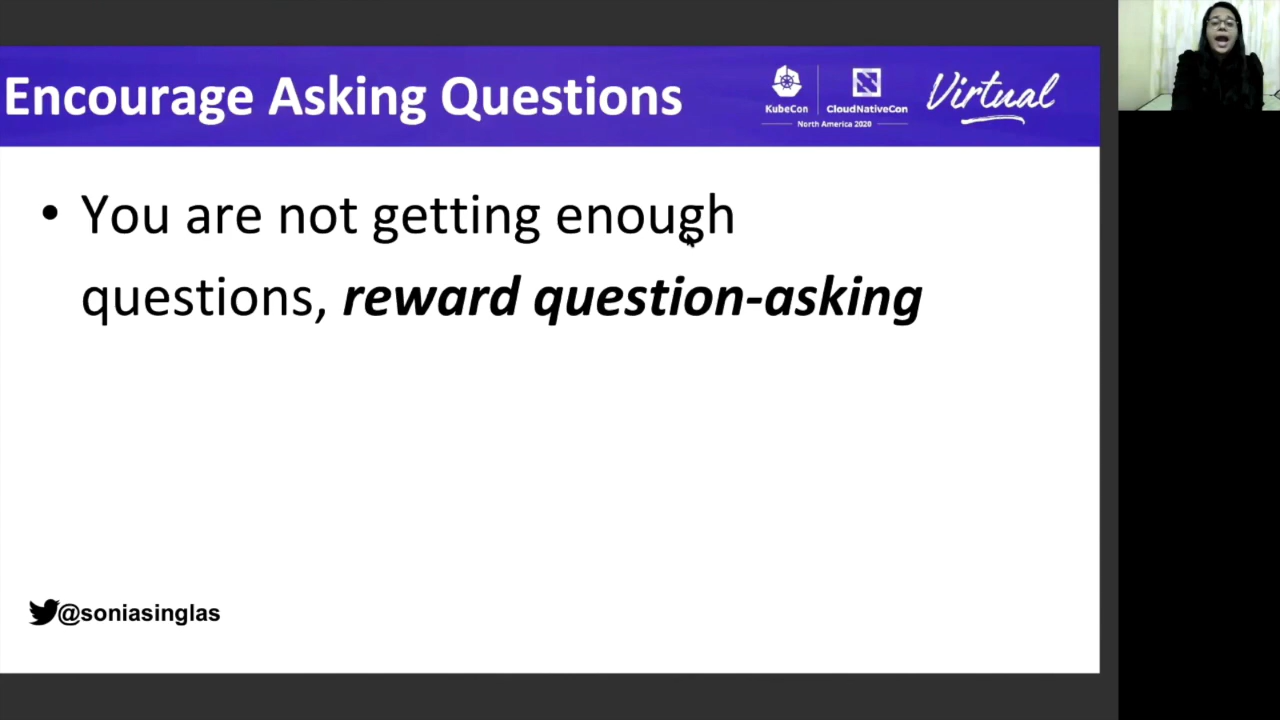 Encourage Asking Questions
KubeCon
CloudNativeCon
North America 2020
Virtual
• You are not getting enough
questions, reward question-asking
@soniasinglas